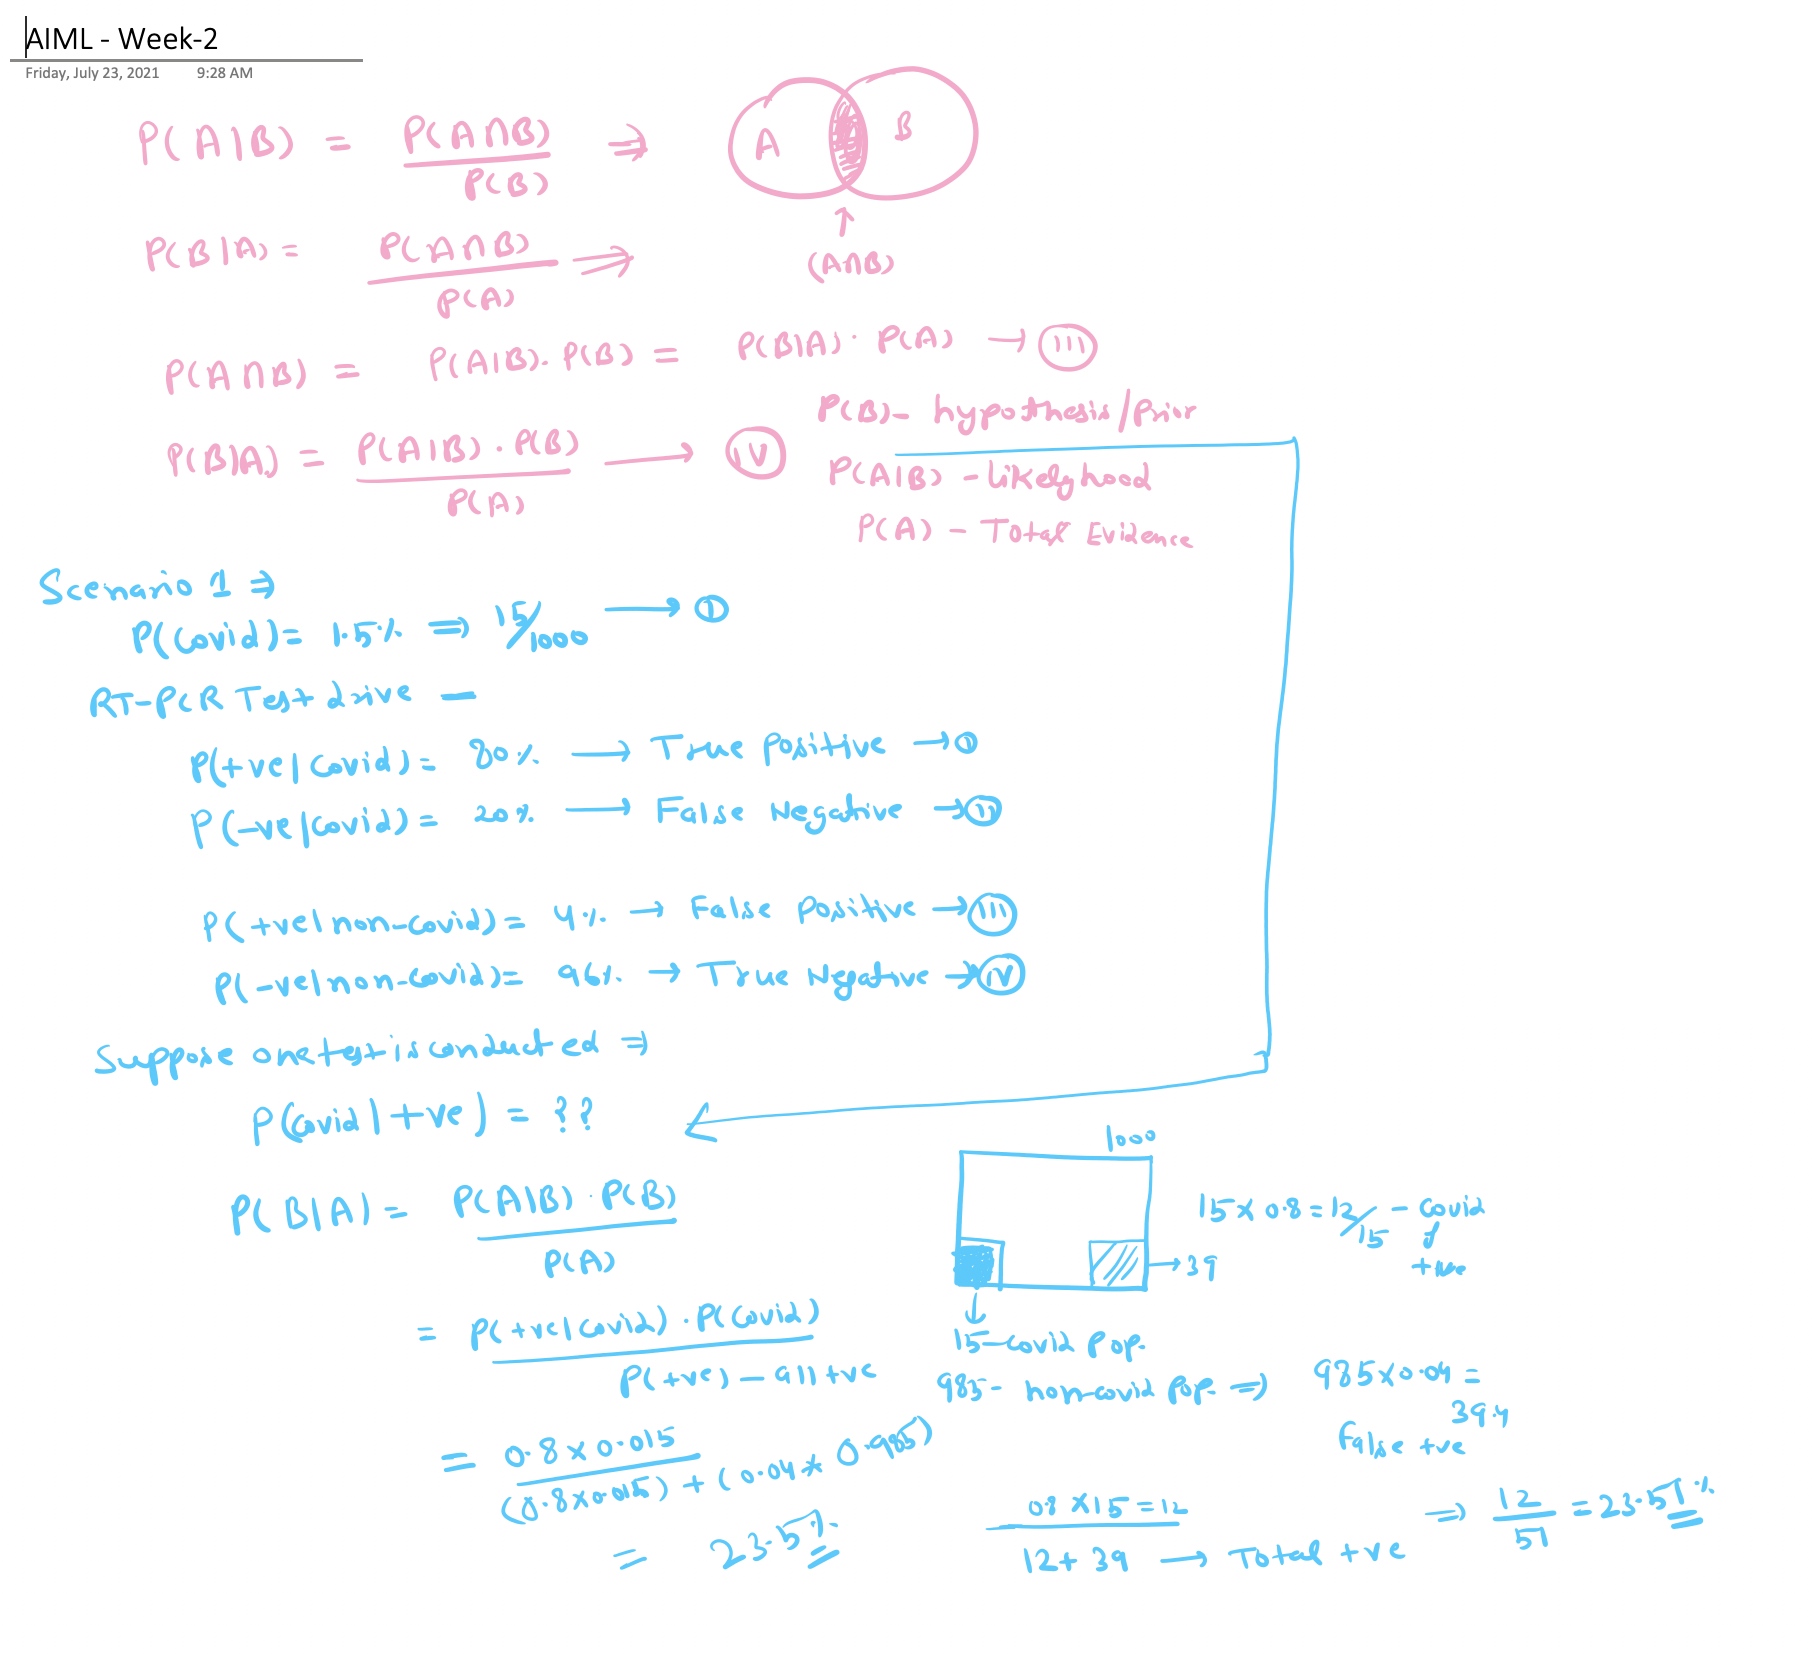 AIML - Week-2
Friday, July 23, 2021 9:28 AM
P(A|B) = P(A∩B) / P(B) ⇒
A B
(A∩B)
P(B|A) = P(A∩B) / P(A) ⇒
P(A∩B) = P(A|B) · P(B) = P(B|A) · P(A) → III
P(B|A) = P(A|B) · P(B) / P(A) → IV
P(B) - hypothesis/Prior
P(A|B) - Likelyhood
P(A) - Total Evidence
Scenario 1 ⇒
P(Covid) = 1.5% ⇒ 15/1000 → I
RT-PCR Test drive —
P(+ve|Covid) = 80% → True Positive → I
P(-ve|Covid) = 20% → False Negative → II
P(+ve|non-Covid) = 4% → False Positive → III
P(-ve|non-Covid) = 96% → True Negative → IV
Suppose one test is conducted ⇒
P(Covid|+ve) = ??
P(B|A) = P(A|B) · P(B) / P(A)
= P(+ve|Covid) · P(Covid) / P(+ve) - all +ve
= 0.8 x 0.015 / (0.8 x 0.015) + (0.04 * 0.985)
= 23.5%
1000
→ 39
15 x 0.8 = 12/15 - Covid
+ve
15-Covid Pop.
985 - non-covid Pop. ⇒ 985 x 0.04 =
39.4
False +ve
0.8 x 15 = 12 / 12 + 39 → Total +ve ⇒ 12/51 = 23.51%